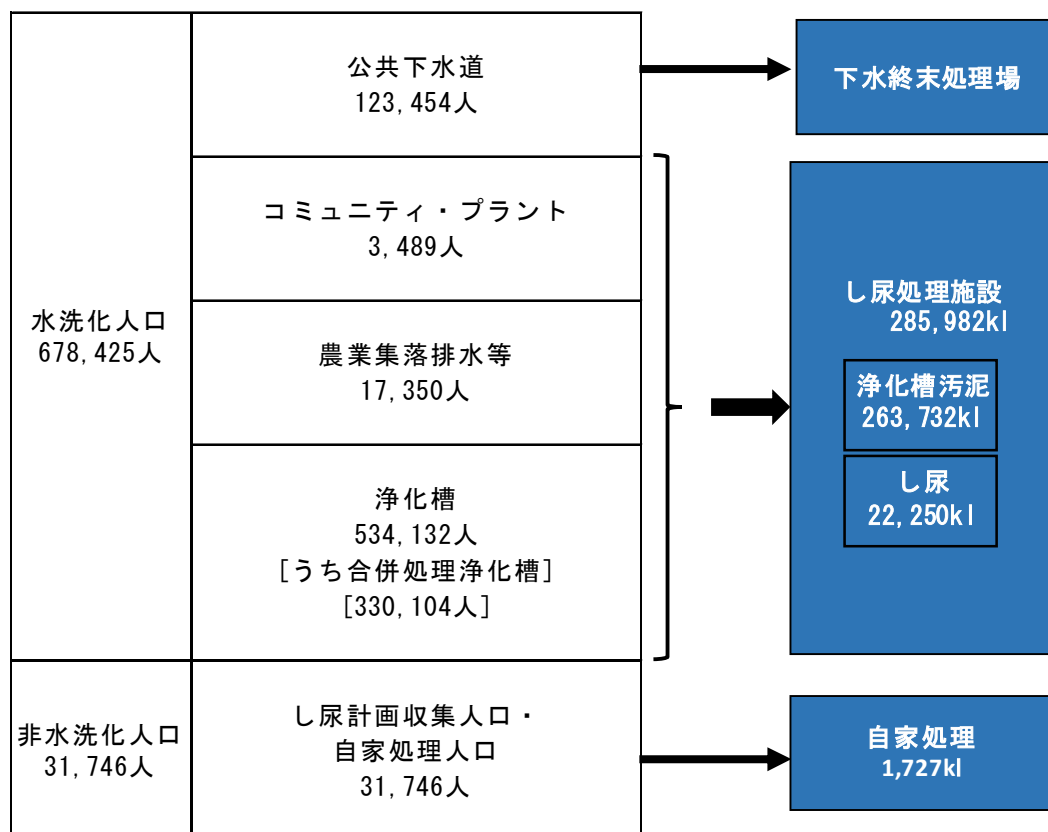 水洗化人口
678,425人
公共下水道
123,454人
コミュニティ・プラント
3,489人
農業集落排水等
17,350人
浄化槽
534,132人
[うち合併処理浄化槽]
[330,104人]
非水洗化人口
31,746人
し尿計画収集人口・
自家処理人口
31,746人
下水終末処理場
し尿処理施設
285,982kl
浄化槽汚泥
263,732kl
し尿
22,250kl
自家処理
1,727kl